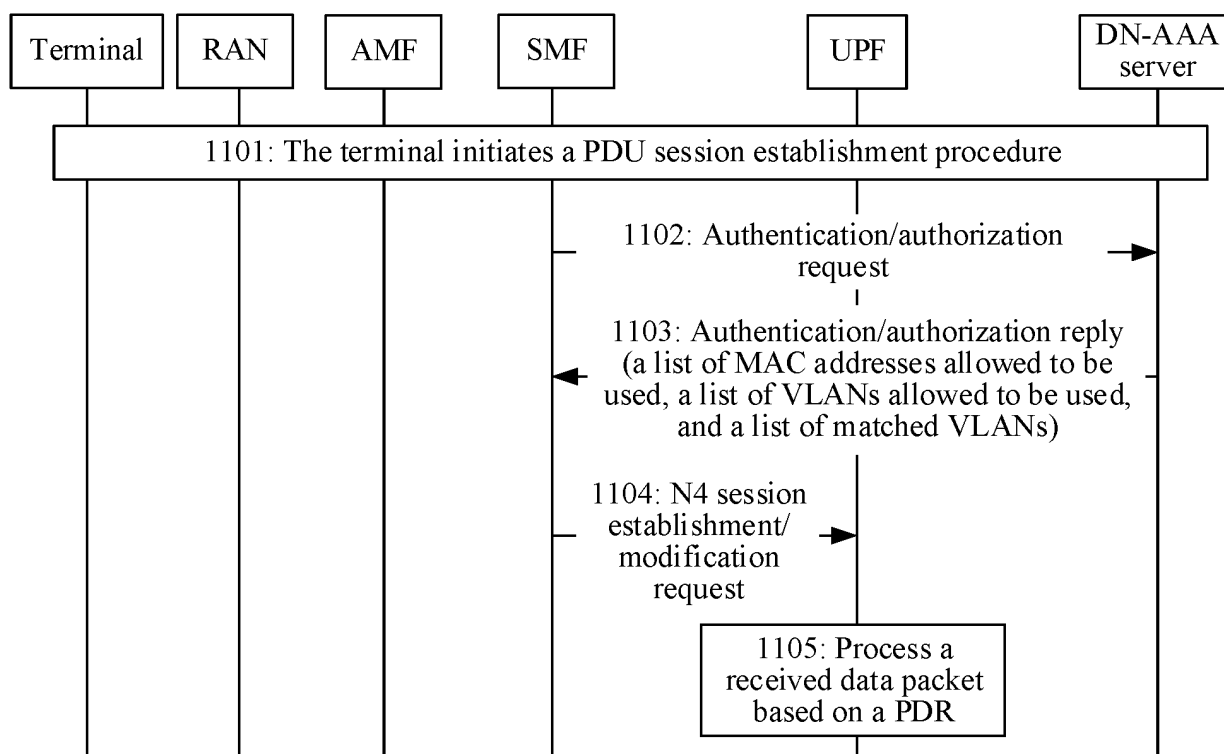 Terminal
RAN
AMF
SMF
UPF
DN-AAA
server
1101: The terminal initiates a PDU session establishment procedure
1102: Authentication/authorization
request
1103: Authentication/authorization reply
(a list of MAC addresses allowed to be
used, a list of VLANs allowed to be used,
and a list of matched VLANs)
1104: N4 session
establishment/
modification
request
1105: Process a
received data packet
based on a PDR